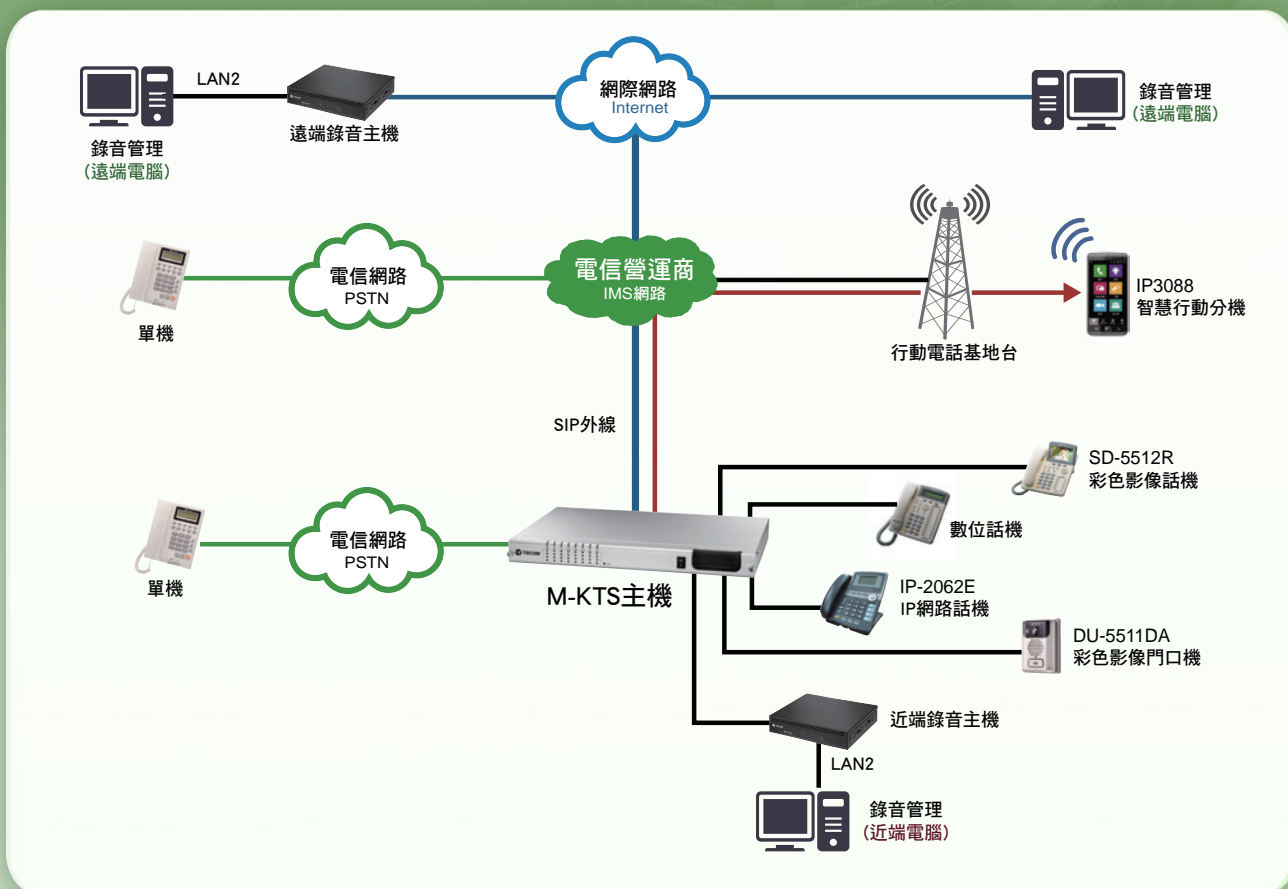 LAN2
遠端錄音主機
錄音管理
(遠端電腦)
網際網路
Internet
錄音管理
(遠端電腦)
單機
電信網路
PSTN
電信營運商
IMS網路
行動電話基地台
IP3088
智慧行動分機
SIP外線
單機
電信網路
PSTN
TECOM
M-KTS主機
SD-5512R
彩色影像話機
數位話機
IP-2062E
IP網路話機
DU-5511DA
彩色影像門口機
近端錄音主機
LAN2
錄音管理
(近端電腦)